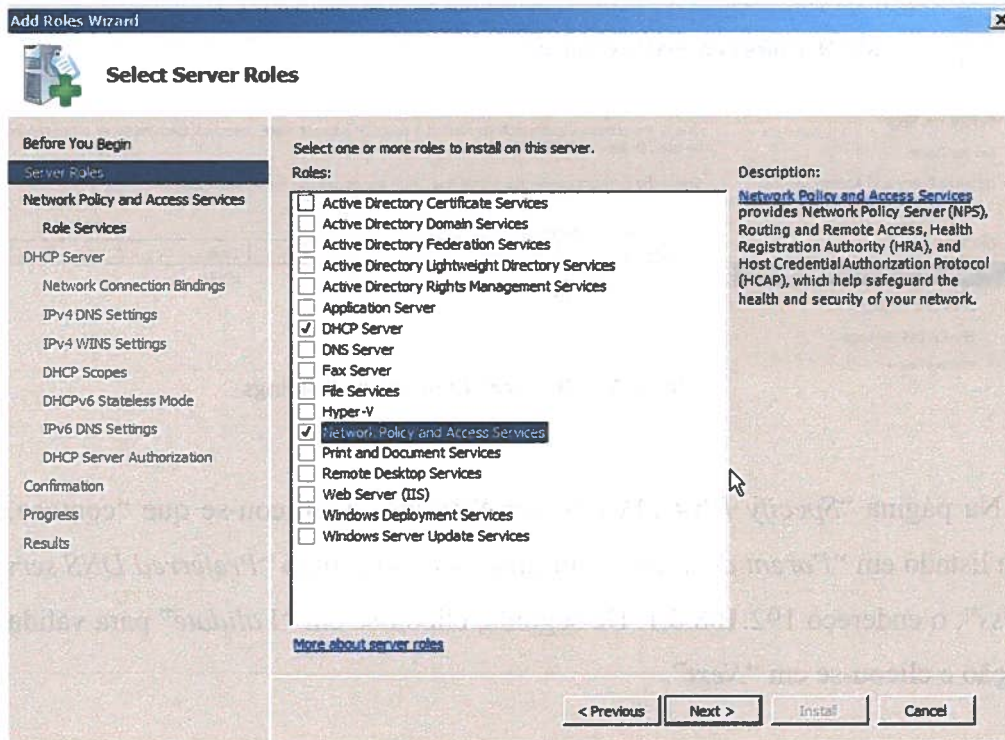 Add Roles Wizard
Select Server Roles
Before You Begin
Server Roles
Network Policy and Access Services
Role Services
DHCP Server
Network Connection Bindings
IPv4 DNS Settings
IPv4 WINS Settings
DHCP Scopes
DHCPv6 Stateless Mode
IPv6 DNS Settings
DHCP Server Authorization
Confirmation
Progress
Results
Select one or more roles to install on this server.
Roles:
Active Directory Certificate Services
Active Directory Domain Services
Active Directory Federation Services
Active Directory Lightweight Directory Services
Active Directory Rights Management Services
Application Server
DHCP Server
DNS Server
Fax Server
File Services
Hyper-V
Network Policy and Access Services
Print and Document Services
Remote Desktop Services
Web Server (IIS)
Windows Deployment Services
Windows Server Update Services
More about server roles
Description:
Network Policy and Access Services
provides Network Policy Server (NPS),
Routing and Remote Access, Health
Registration Authority (HRA), and
Host Credential Authorization Protocol
(HCAP), which help safeguard the
health and security of your network.
< Previous
Next >
Install
Cancel